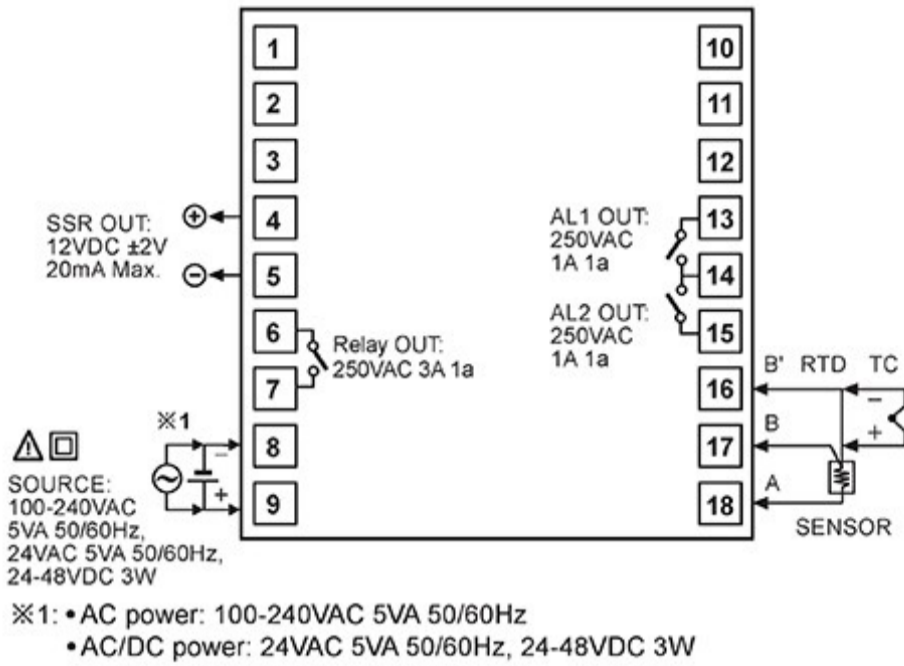 1
2
3
4
5
6
7
8
9
10
11
12
13
14
15
16
17
18
SSR OUT:
12VDC ±2V
20mA Max.
+
−
Relay OUT:
250VAC 3A 1a
※1
−
+
SOURCE:
100-240VAC
5VA 50/60Hz,
24VAC 5VA 50/60Hz,
24-48VDC 3W
AL1 OUT:
250VAC
1A 1a
AL2 OUT:
250VAC
1A 1a
B' RTD TC
−
B
+
A
SENSOR
※1: • AC power: 100-240VAC 5VA 50/60Hz
• AC/DC power: 24VAC 5VA 50/60Hz, 24-48VDC 3W